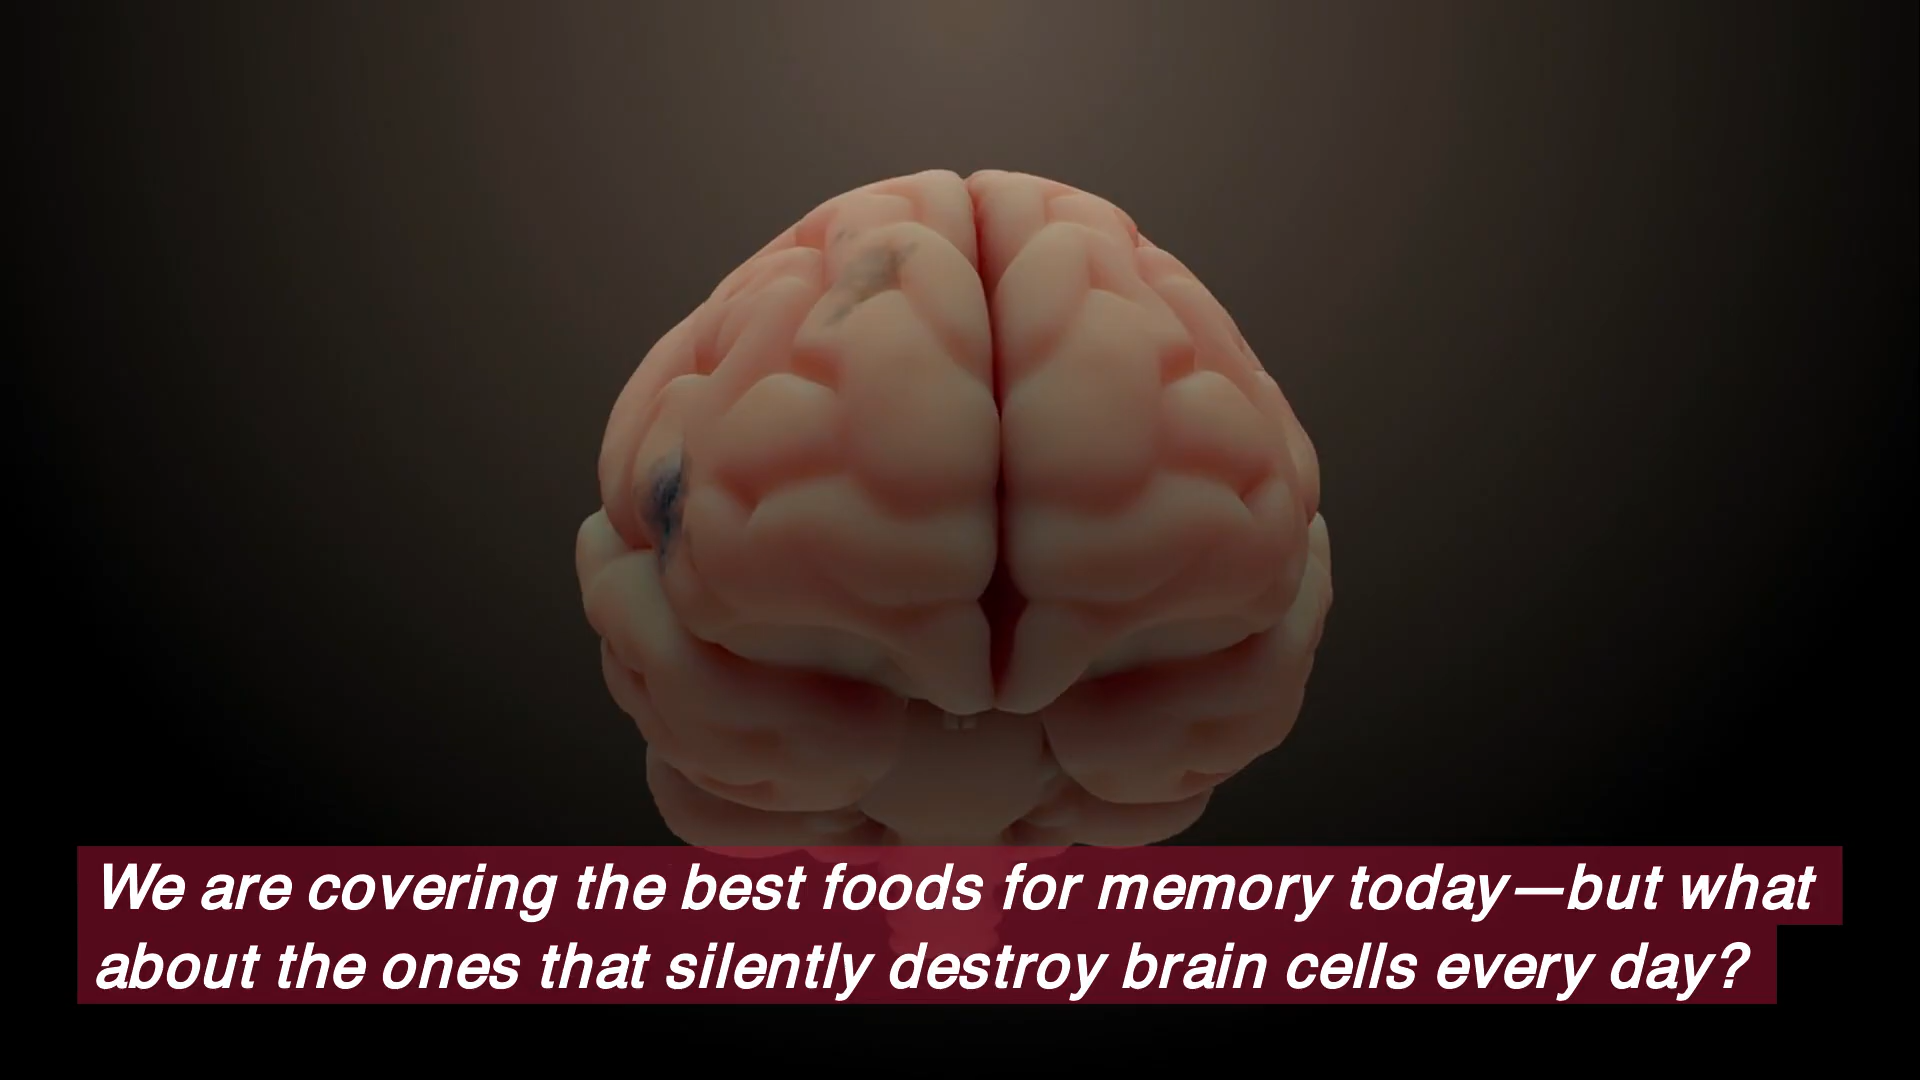 We are covering the best foods for memory today—but what
about the ones that silently destroy brain cells every day?